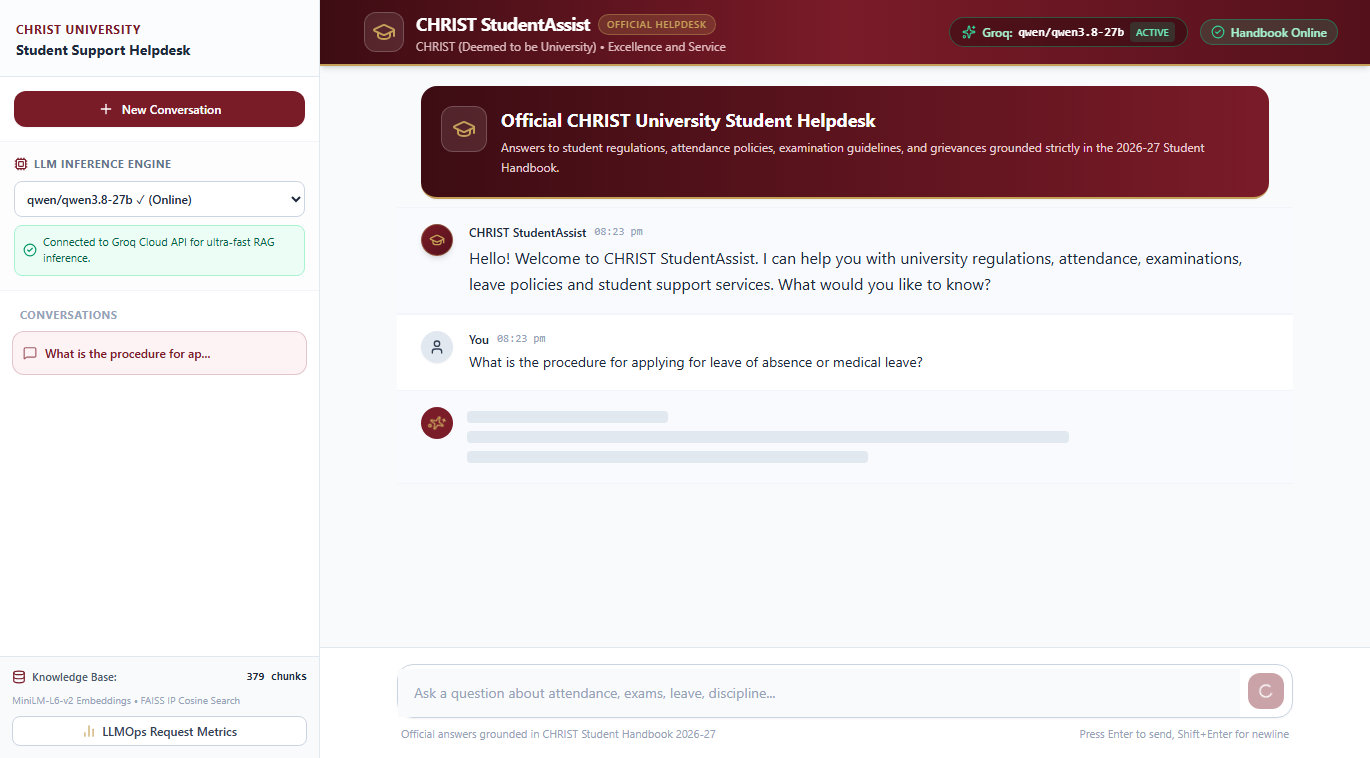 CHRIST UNIVERSITY
Student Support Helpdesk
New Conversation
LLM INFERENCE ENGINE
qwen/qwen3.8-27b ✓ (Online)
Connected to Groq Cloud API for ultra-fast RAG
inference.
CONVERSATIONS
What is the procedure for ap...
Knowledge Base: 379 chunks
MiniLM-L6-v2 Embeddings • FAISS IP Cosine Search
LLMOps Request Metrics
CHRIST StudentAssist OFFICIAL HELPDESK
CHRIST (Deemed to be University) • Excellence and Service
Groq: qwen/qwen3.8-27b ACTIVE
Handbook Online
Official CHRIST University Student Helpdesk
Answers to student regulations, attendance policies, examination guidelines, and grievances grounded strictly in the 2026-27 Student
Handbook.
CHRIST StudentAssist 08:23 pm
Hello! Welcome to CHRIST StudentAssist. I can help you with university regulations, attendance, examinations,
leave policies and student support services. What would you like to know?
You 08:23 pm
What is the procedure for applying for leave of absence or medical leave?
Ask a question about attendance, exams, leave, discipline...
Official answers grounded in CHRIST Student Handbook 2026-27
Press Enter to send, Shift+Enter for newline